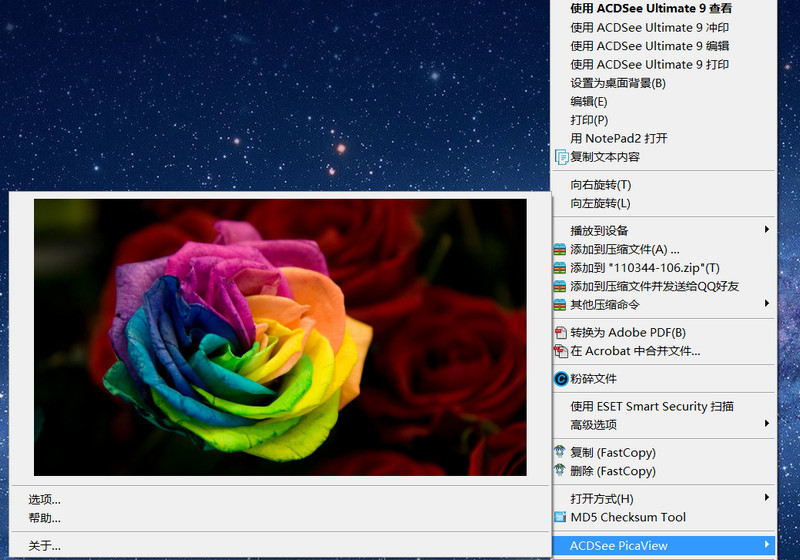 使用 ACDSee Ultimate 9 查看
使用 ACDSee Ultimate 9 冲印
使用 ACDSee Ultimate 9 编辑
使用 ACDSee Ultimate 9 打印
设置为桌面背景(B)
编辑(E)
打印(P)
用 NotePad2 打开
复制文本内容
向右旋转(T)
向左旋转(L)
播放到设备
添加到压缩文件(A) ...
添加到 "110344-106.zip"(T)
添加到压缩文件并发送给QQ好友
其他压缩命令
转换为 Adobe PDF(B)
在 Acrobat 中合并文件...
粉碎文件
使用 ESET Smart Security 扫描
高级选项
复制 (FastCopy)
删除 (FastCopy)
打开方式(H)
MD5 Checksum Tool
ACDSee PicaView
选项...
帮助...
关于...